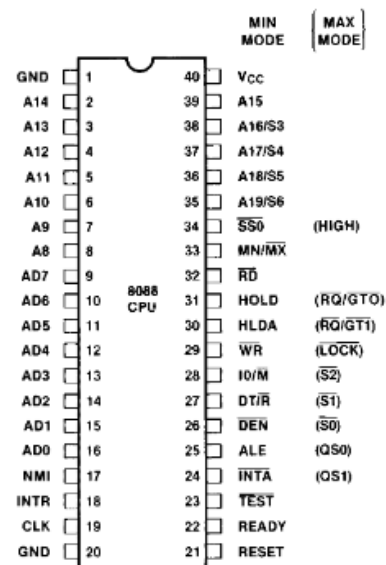 MIN MODE (MAX MODE)
GND 1 40 VCC
A14 2 39 A15
A13 3 38 A16/S3
A12 4 37 A17/S4
A11 5 36 A18/S5
A10 6 35 A19/S6
A9 7 34 SS0 (HIGH)
A8 8 33 MN/MX
AD7 9 32 RD
8088 CPU
AD6 10 31 HOLD (RQ/GT0)
AD5 11 30 HLDA (RQ/GT1)
AD4 12 29 WR (LOCK)
AD3 13 28 IO/M (S2)
AD2 14 27 DT/R (S1)
AD1 15 26 DEN (S0)
AD0 16 25 ALE (QS0)
NMI 17 24 INTA (QS1)
INTR 18 23 TEST
CLK 19 22 READY
GND 20 21 RESET